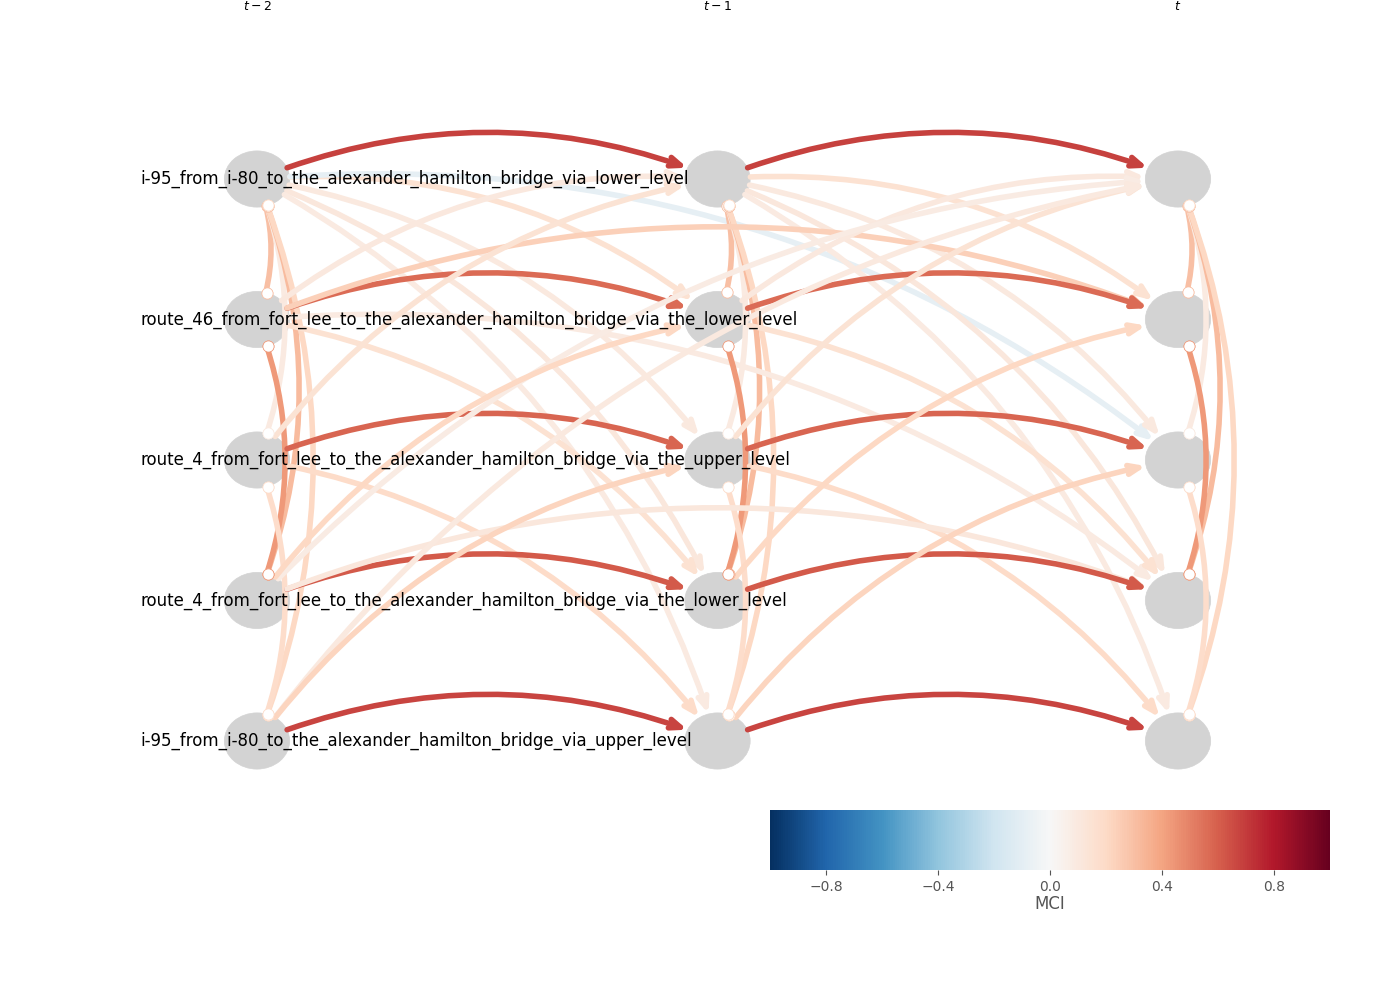 t − 2 t − 1 t
i-95_from_i-80_to_the_alexander_hamilton_bridge_via_lower_level
route_46_from_fort_lee_to_the_alexander_hamilton_bridge_via_the_lower_level
route_4_from_fort_lee_to_the_alexander_hamilton_bridge_via_the_upper_level
route_4_from_fort_lee_to_the_alexander_hamilton_bridge_via_the_lower_level
i-95_from_i-80_to_the_alexander_hamilton_bridge_via_upper_level
−0.8 −0.4 0.0 0.4 0.8
MCI